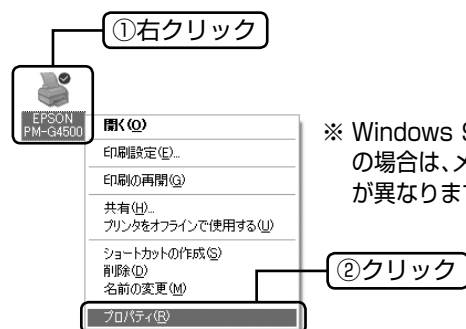 ①右クリック
EPSON
PM-G4500
開く(O)
印刷設定(E)...
印刷の再開(G)
共有(H)...
プリンタをオフラインで使用する(U)
ショートカットの作成(S)
削除(D)
名前の変更(M)
プロパティ(R)
※ Windows
の場合は、メ
が異なります
②クリック